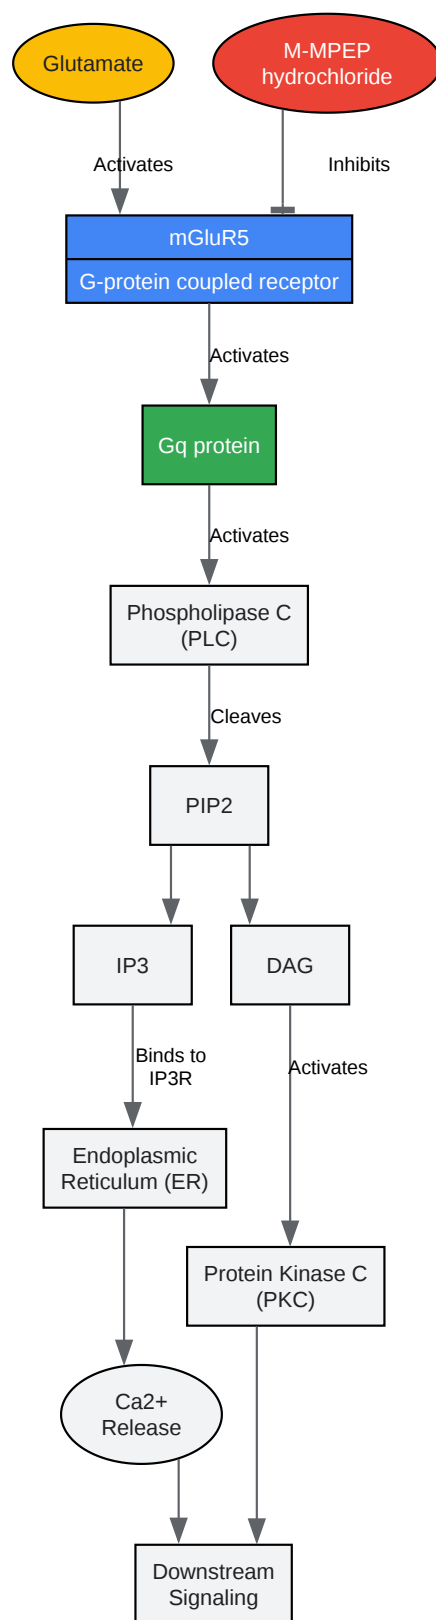 Glutamate
M-MPEP
hydrochloride
Activates
Inhibits
mGluR5
G-protein coupled receptor
Activates
Gq protein
Activates
Phospholipase C
(PLC)
Cleaves
PIP2
IP3
DAG
Binds to
IP3R
Activates
Endoplasmic
Reticulum (ER)
Protein Kinase C
(PKC)
Ca2+
Release
Downstream
Signaling